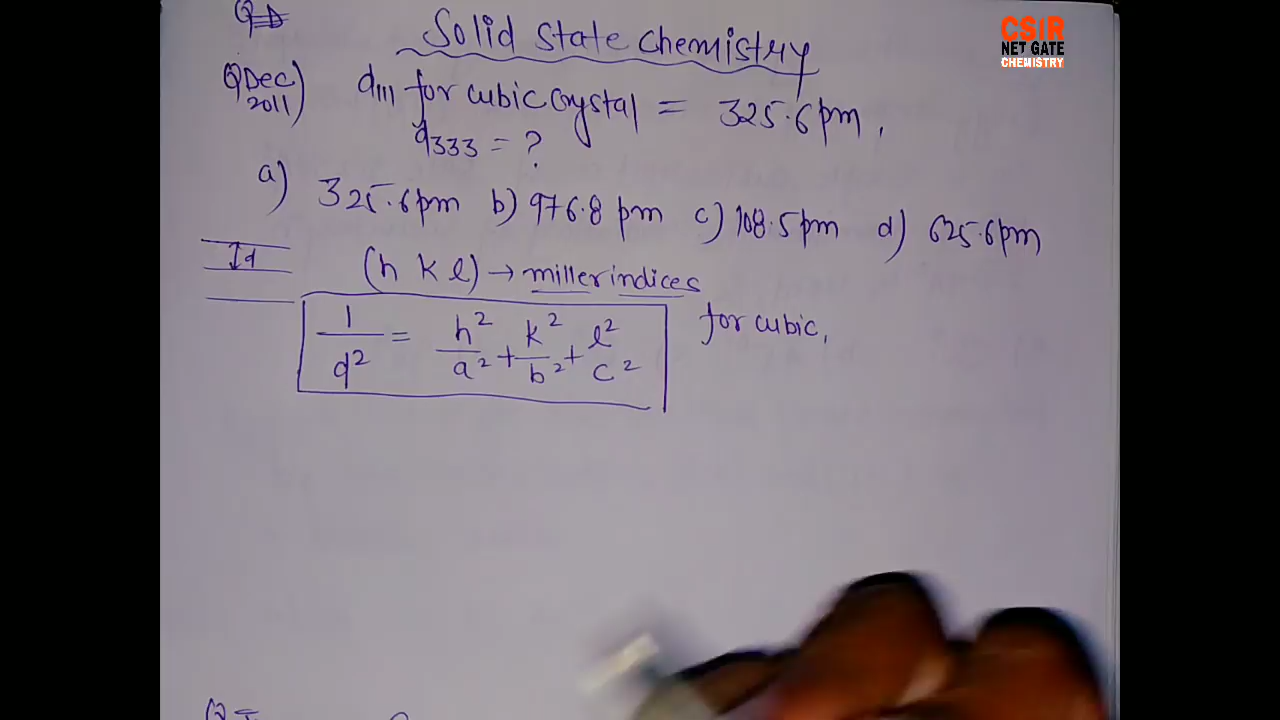 Solid State Chemistry
CSIR
NET GATE
CHEMISTRY
Q Dec 2011) d111 for cubic crystal = 325.6 pm,
d333 = ?
a) 325.6 pm b) 976.8 pm c) 108.5 pm d) 625.6 pm
↕d (h k l) → miller indices
1/d² = h²/a² + k²/b² + l²/c² for cubic,